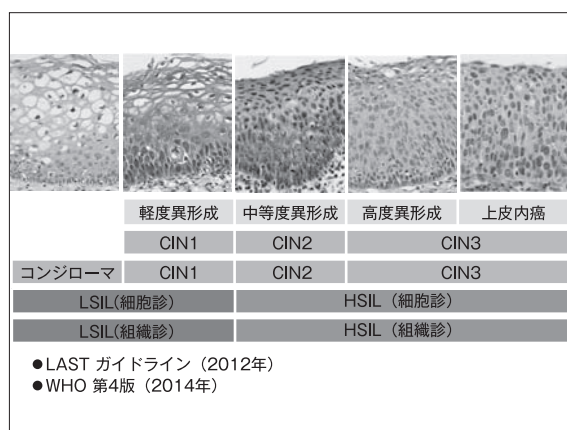 軽度異形成 中等度異形成 高度異形成 上皮内癌
CIN1 CIN2 CIN3
コンジローマ CIN1 CIN2 CIN3
LSIL(細胞診) HSIL（細胞診）
LSIL(組織診) HSIL（組織診）
●LAST ガイドライン（2012年）
●WHO 第4版（2014年）